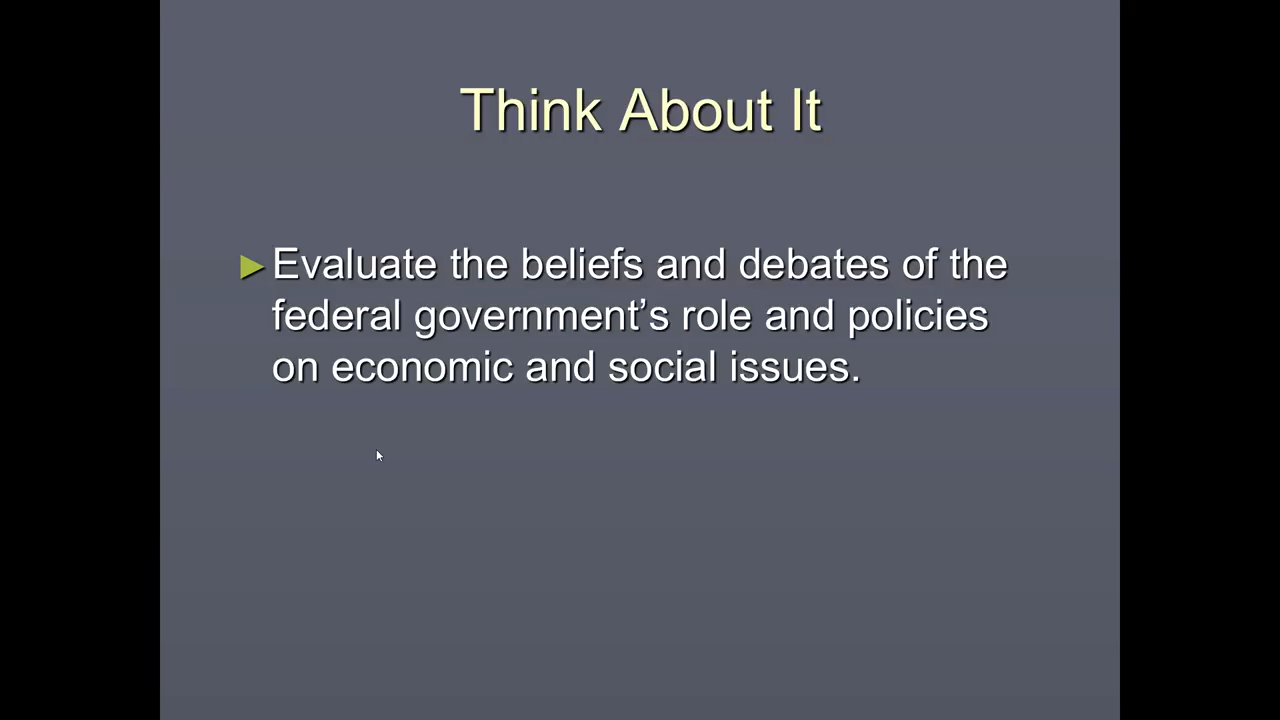 Think About It
►Evaluate the beliefs and debates of the
federal government’s role and policies
on economic and social issues.